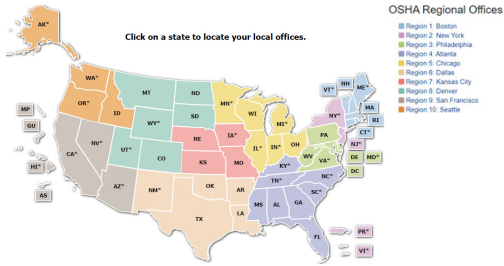 OSHA Regional Offices
Click on a state to locate your local offices.
Region 1: Boston
Region 2: New York
Region 3: Philadelphia
Region 4: Atlanta
Region 5: Chicago
Region 6: Dallas
Region 7: Kansas City
Region 8: Denver
Region 9: San Francisco
Region 10: Seattle
AK*
WA*
OR*
ID
MT
ND
SD
WY*
UT*
CO
CA*
NV*
AZ*
NM*
TX
OK
AR
LA
NE
KS
IA*
MO
MN*
WI
MI*
IL*
IN*
OH
KY*
TN*
MS
AL
GA
FL
SC*
NC*
WV
VA*
PA
NY*
VT*
NH
ME*
MA
RI
CT*
NJ*
DE
MD*
DC
MP
GU
HI*
AS
PR*
VI*